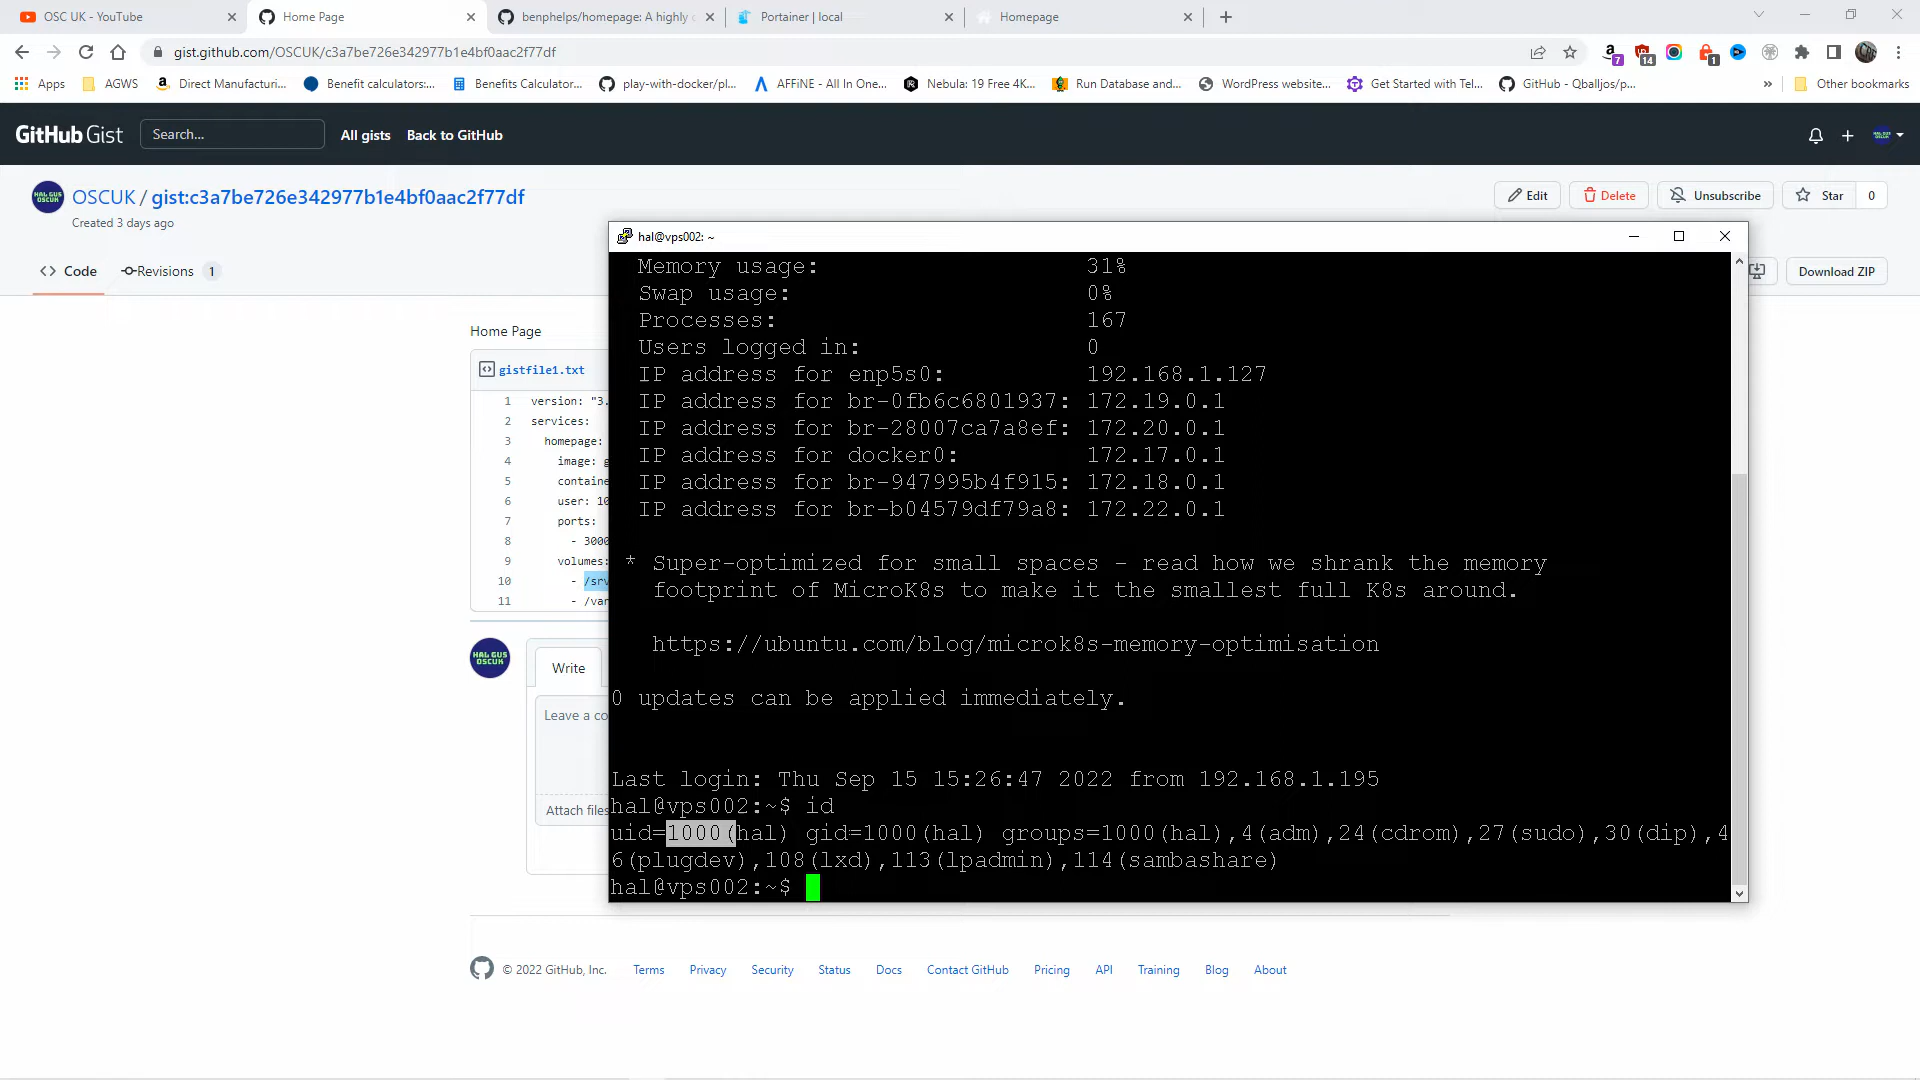 OSC UK - YouTube
Home Page
benphelps/homepage: A highly c
Portainer | local
Homepage
gist.github.com/OSCUK/c3a7be726e342977b1e4bf0aac2f77df
7
14
1
Apps
AGWS
Direct Manufacturi...
Benefit calculators:...
Benefits Calculator...
play-with-docker/pl...
AFFiNE - All In One...
Nebula: 19 Free 4K...
Run Database and...
WordPress website...
Get Started with Tel...
GitHub - Qballjos/p...
Other bookmarks
GitHub Gist
Search...
All gists
Back to GitHub
OSCUK / gist:c3a7be726e342977b1e4bf0aac2f77df
Created 3 days ago
Edit
Delete
Unsubscribe
Star
0
Code
Revisions 1
Download ZIP
Home Page
gistfile1.txt
1 version: "3.
2 services:
3 homepage:
4 image: g
5 containe
6 user: 10
7 ports:
8 - 3000
9 volumes:
10 - /srv
11 - /var
HAL GUS
OSCUK
Write
Leave a co
Attach files
hal@vps002: ~
Memory usage: 31%
Swap usage: 0%
Processes: 167
Users logged in: 0
IP address for enp5s0: 192.168.1.127
IP address for br-0fb6c6801937: 172.19.0.1
IP address for br-28007ca7a8ef: 172.20.0.1
IP address for docker0: 172.17.0.1
IP address for br-947995b4f915: 172.18.0.1
IP address for br-b04579df79a8: 172.22.0.1
* Super-optimized for small spaces - read how we shrank the memory
footprint of MicroK8s to make it the smallest full K8s around.
https://ubuntu.com/blog/microk8s-memory-optimisation
0 updates can be applied immediately.
Last login: Thu Sep 15 15:26:47 2022 from 192.168.1.195
hal@vps002:~$ id
uid=1000(hal) gid=1000(hal) groups=1000(hal),4(adm),24(cdrom),27(sudo),30(dip),4
6(plugdev),108(lxd),113(lpadmin),114(sambashare)
hal@vps002:~$
© 2022 GitHub, Inc.
Terms
Privacy
Security
Status
Docs
Contact GitHub
Pricing
API
Training
Blog
About